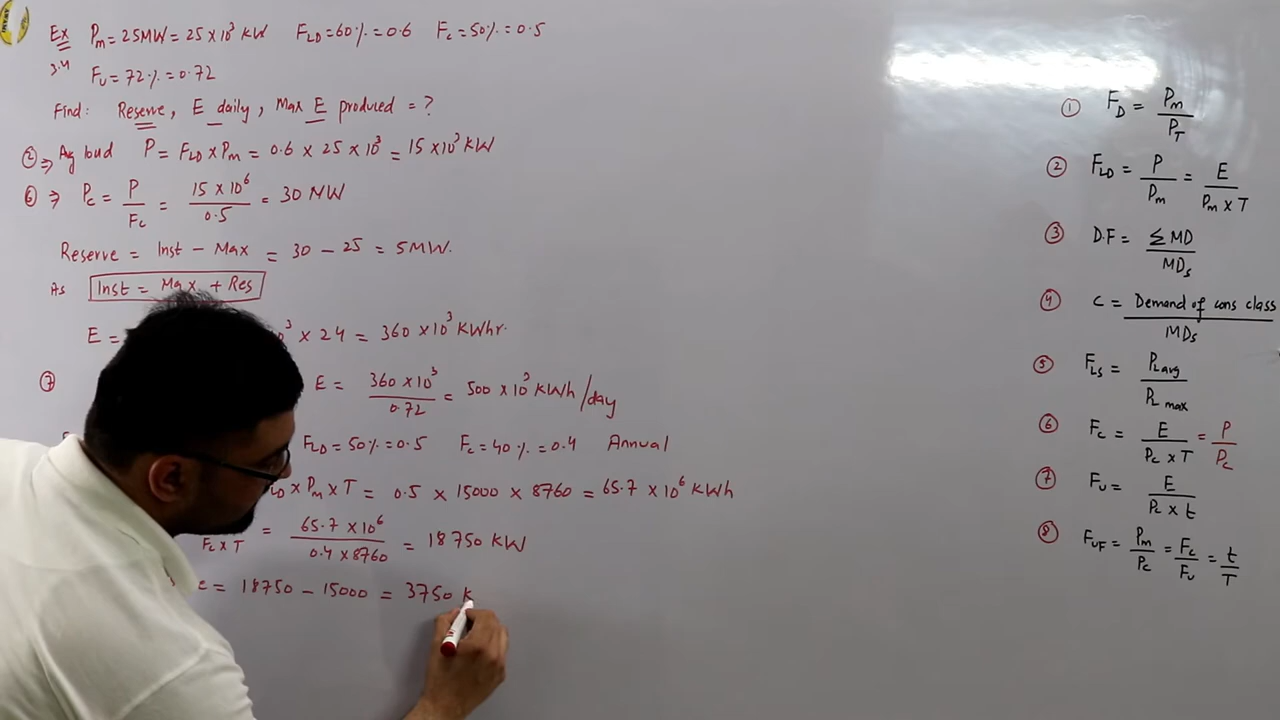 Ex Pm = 25MW = 25 × 10³ KW FLD = 60% = 0.6 Fc = 50% = 0.5
3.4
Fu = 72% = 0.72
Find: Reserve, E daily, Max E produced = ?
② ⇒ Ag load P = FLD × Pm = 0.6 × 25 × 10³ = 15 × 10³ KW
⑥ ⇒ Pc = P/Fc = 15 × 10⁶/0.5 = 30 MW
Reserve = Inst − Max = 30 − 25 = 5MW.
As Inst = Max + Res
E = ³ × 24 = 360 × 10³ KWhr.
⑦ E = 360 × 10³/0.72 = 500 × 10³ KWh/day
FLD = 50% = 0.5 Fc = 40% = 0.4 Annual
× Pm × T = 0.5 × 15000 × 8760 = 65.7 × 10⁶ KWh
Fc × T = 65.7 × 10⁶/0.4 × 8760 = 18750 KW
= 18750 − 15000 = 3750 K
① FD = Pm/PT
② FLD = P/Pm = E/Pm × T
③ D.F = ΣMD/MDs
④ C = Demand of cons class/MDs
⑤ FLS = PLavg/PL max
⑥ Fc = E/Pc × T = P/Pc
⑦ Fu = E/Pc × t
⑧ FUF = Pm/Pc = Fc/Fu = t/T